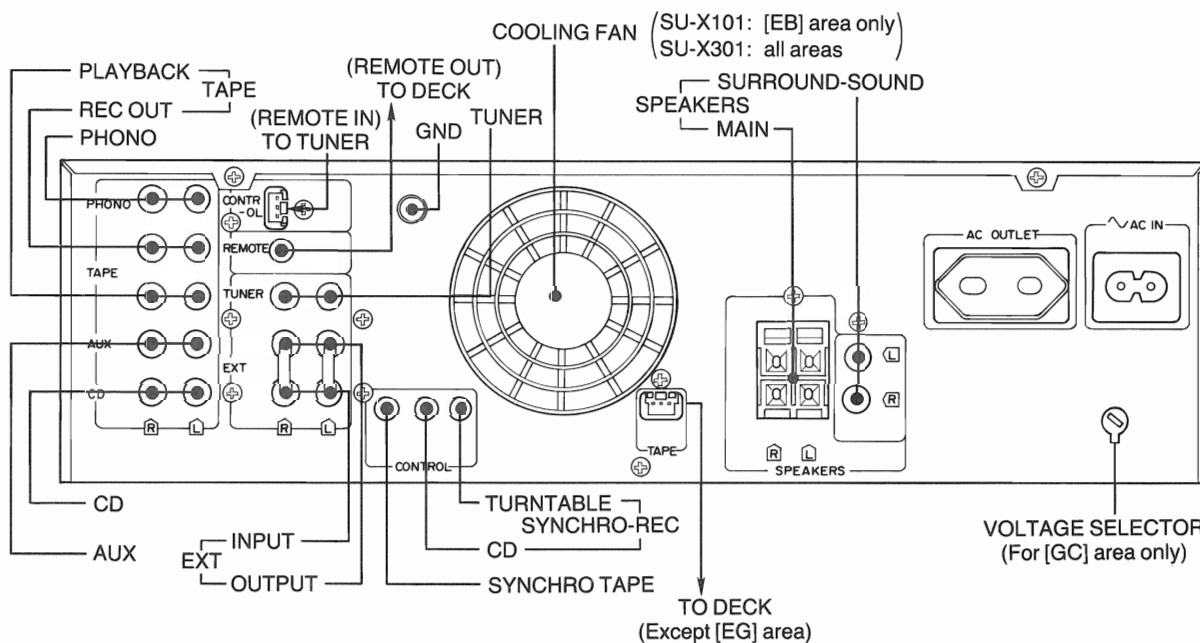 COOLING FAN (SU-X101: [EB] area only)
(SU-X301: all areas)
PLAYBACK
TAPE
REC OUT
PHONO
(REMOTE IN)
TO TUNER
(REMOTE OUT)
TO DECK
GND
TUNER
SURROUND-SOUND
SPEAKERS
MAIN
PHONO
TAPE
AUX
CD
R L
CONTR
-OL
REMOTE
TUNER
EXT
R L
CONTROL
TAPE
L
R
R L
SPEAKERS
AC OUTLET
∿ AC IN
CD
AUX
INPUT
EXT
OUTPUT
TURNTABLE
SYNCHRO-REC
CD
SYNCHRO TAPE
TO DECK
(Except [EG] area)
VOLTAGE SELECTOR
(For [GC] area only)